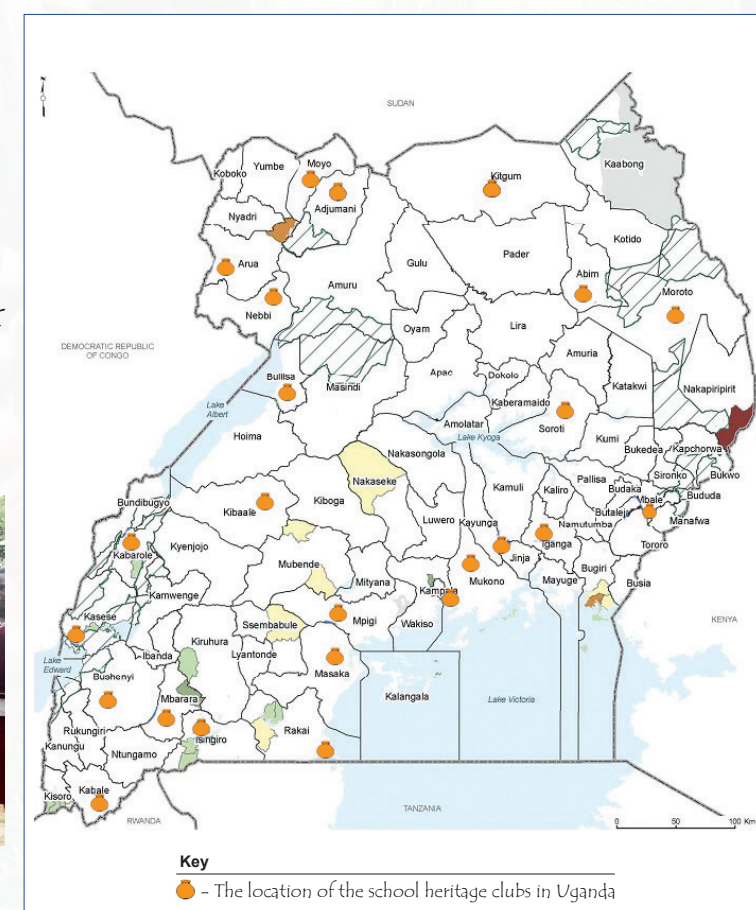 SUDAN
Kaabong
Koboko
Yumbe
Moyo
Kitgum
Adjumani
Nyadri
Kotido
Arua
Gulu
Pader
Abim
Moroto
Amuru
Nebbi
Oyam
Lira
DEMOCRATIC REPUBLIC
OF CONGO
Amuria
Buliisa
Masindi
Apac
Dokolo
Katakwi
Nakapiripirit
Kaberamaido
Lake
Albert
Amolatar
Soroti
Hoima
Lake Kyoga
Kumi
Bukedea
Kapchorwa
Nakasongola
Sironko
Bukwo
Nakaseke
Kamuli
Pallisa
Kaliro
Budaka
Bududa
Bundibugyo
Kibaale
Kiboga
Mbale
Luwero
Kayunga
Butaleja
Manafwa
Namutumba
Iganga
Kabarole
Kyenjojo
Tororo
Jinja
Mubende
Mityana
Kampala
Mukono
Mayuge
Bugiri
Busia
Kamwenge
Kasese
Ssembabule
Mpigi
Wakiso
KENYA
Kiruhura
Lake
Edward
Ibanda
Lyantonde
Bushenyi
Masaka
Kalangala
Lake Victoria
Mbarara
Rukungiri
Isingiro
Rakai
Kanungu
Ntungamo
Kabale
Kisoro
RWANDA
TANZANIA
0 50 100 Km
Key
- The location of the school heritage clubs in Uganda